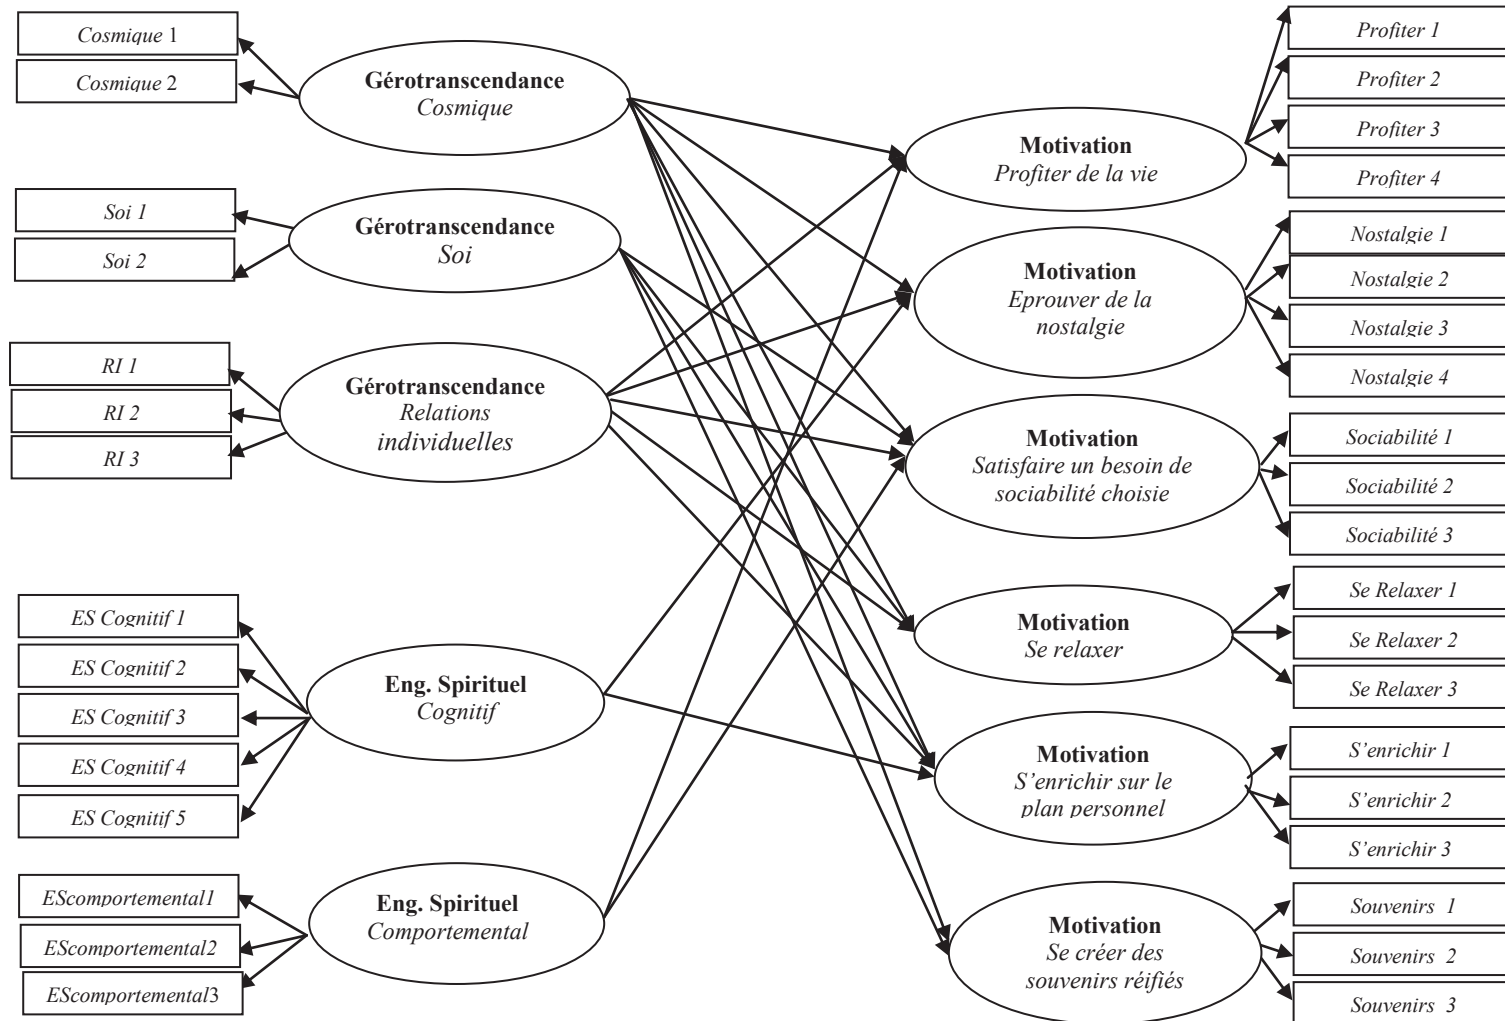 Cosmique 1
Cosmique 2
Gérotranscendance
Cosmique
Soi 1
Soi 2
Gérotranscendance
Soi
RI 1
RI 2
RI 3
Gérotranscendance
Relations
individuelles
ES Cognitif 1
ES Cognitif 2
ES Cognitif 3
ES Cognitif 4
ES Cognitif 5
Eng. Spirituel
Cognitif
EScomportemental1
EScomportemental2
EScomportemental3
Eng. Spirituel
Comportemental
Motivation
Profiter de la vie
Profiter 1
Profiter 2
Profiter 3
Profiter 4
Motivation
Eprouver de la
nostalgie
Nostalgie 1
Nostalgie 2
Nostalgie 3
Nostalgie 4
Motivation
Satisfaire un besoin de
sociabilité choisie
Sociabilité 1
Sociabilité 2
Sociabilité 3
Motivation
Se relaxer
Se Relaxer 1
Se Relaxer 2
Se Relaxer 3
Motivation
S’enrichir sur le
plan personnel
S’enrichir 1
S’enrichir 2
S’enrichir 3
Motivation
Se créer des
souvenirs réifiés
Souvenirs 1
Souvenirs 2
Souvenirs 3